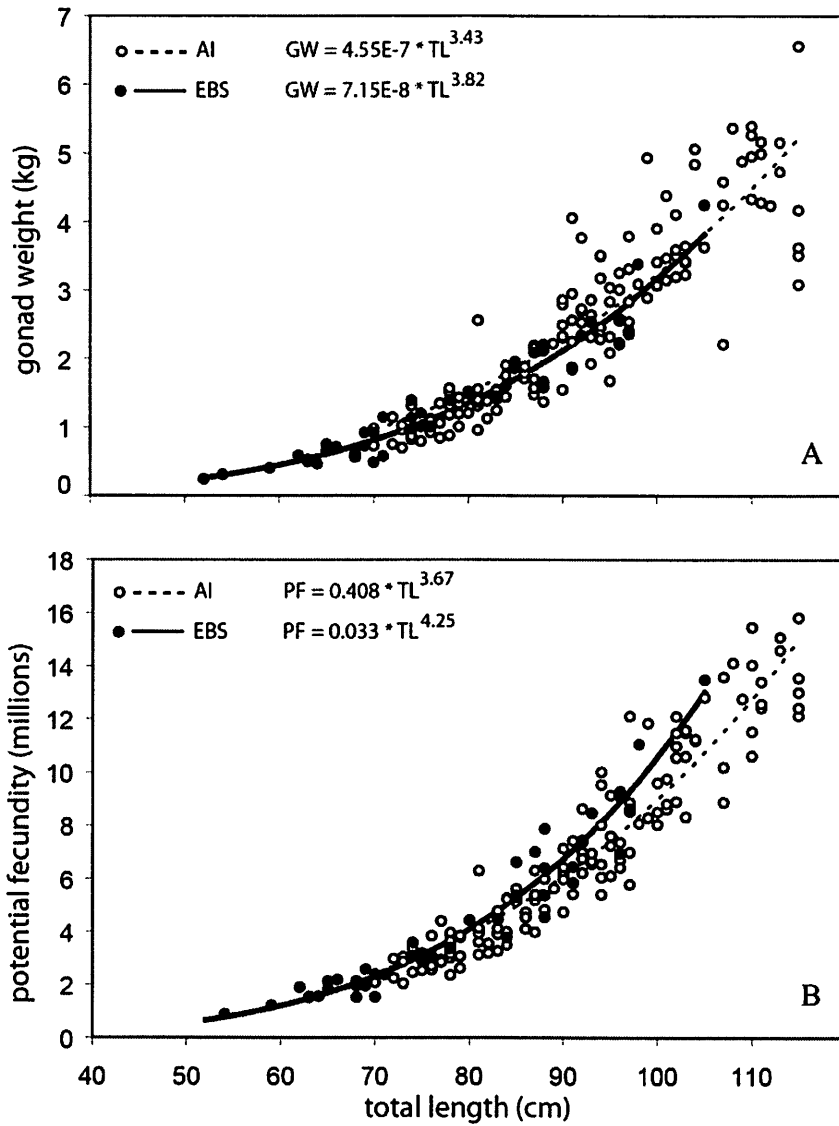 7
6
5
4
3
2
1
0
gonad weight (kg)
AI GW = 4.55E-7 * TL^3.43
EBS GW = 7.15E-8 * TL^3.82
A
18
16
14
12
10
8
6
4
2
0
potential fecundity (millions)
AI PF = 0.408 * TL^3.67
EBS PF = 0.033 * TL^4.25
B
40 50 60 70 80 90 100 110
total length (cm)